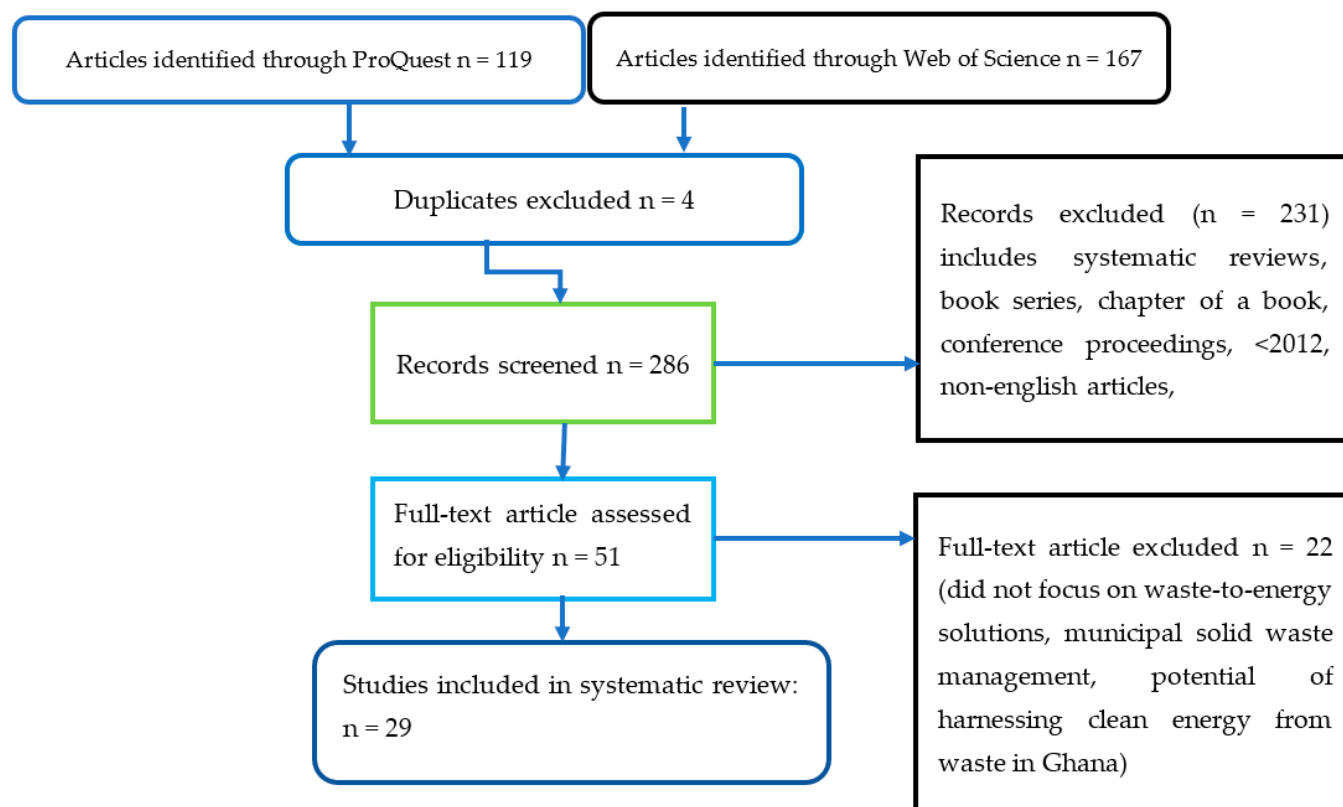 Articles identified through ProQuest n = 119
Articles identified through Web of Science n = 167
Duplicates excluded n = 4
Records screened n = 286
Records excluded (n = 231)
includes systematic reviews,
book series, chapter of a book,
conference proceedings, <2012,
non-english articles,
Full-text article assessed
for eligibility n = 51
Full-text article excluded n = 22
(did not focus on waste-to-energy
solutions, municipal solid waste
management, potential of
harnessing clean energy from
waste in Ghana)
Studies included in systematic review:
n = 29